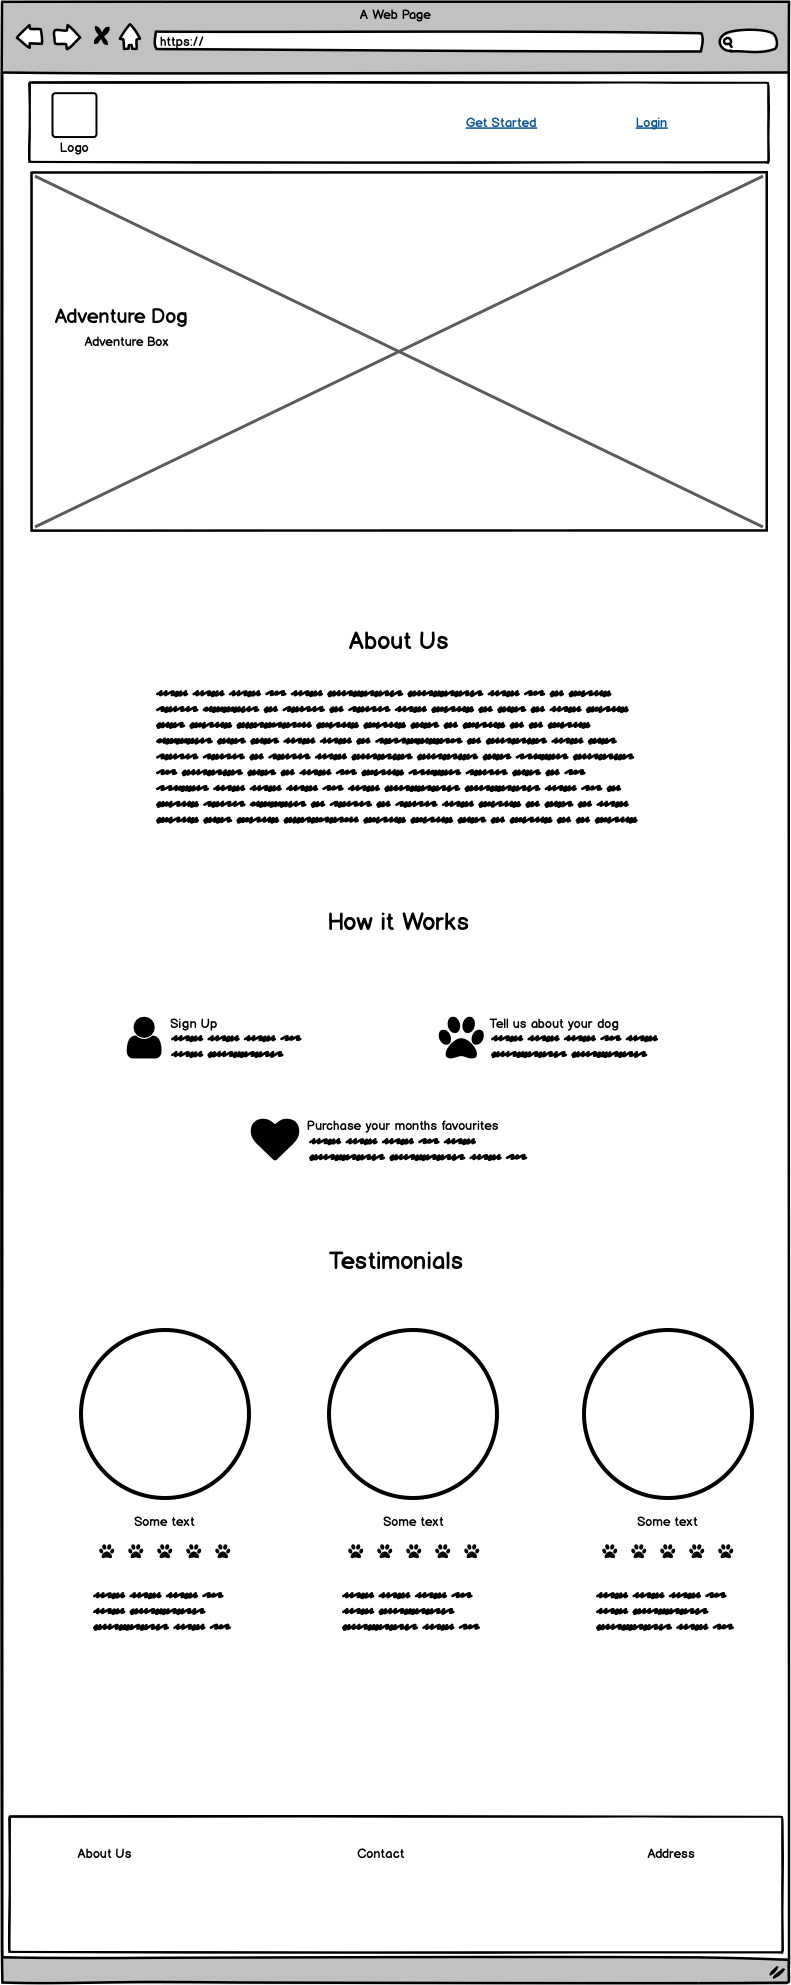 A Web Page
https://
Get Started
Login
Logo
Adventure Dog
Adventure Box
About Us
How it Works
Sign Up
Tell us about your dog
Purchase your months favourites
Testimonials
Some text
Some text
Some text
About Us
Contact
Address